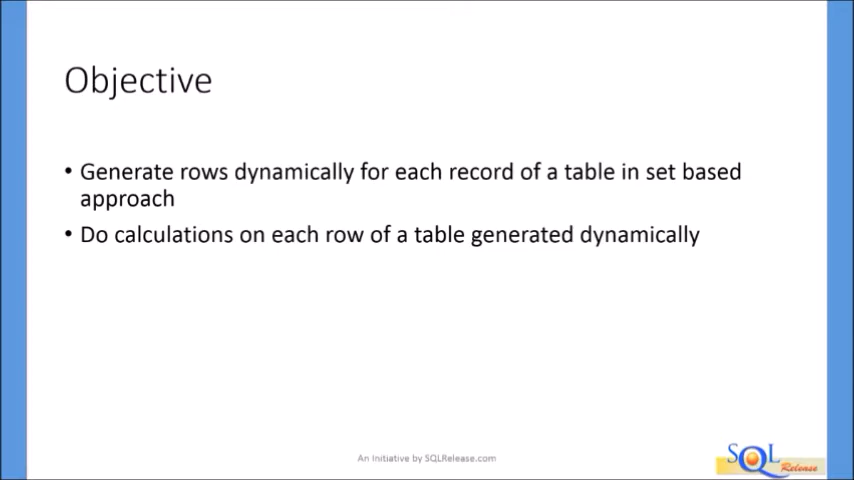 Objective
• Generate rows dynamically for each record of a table in set based
approach
• Do calculations on each row of a table generated dynamically
An Initiative by SQLRelease.com
SQL
Release